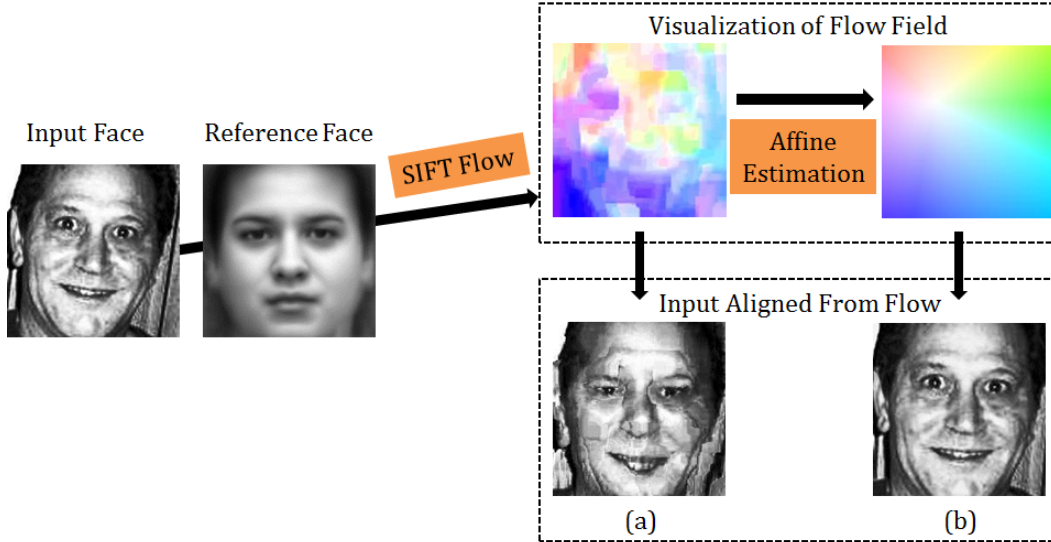 Visualization of Flow Field
Input Face
Reference Face
SIFT Flow
Affine
Estimation
Input Aligned From Flow
(a)
(b)